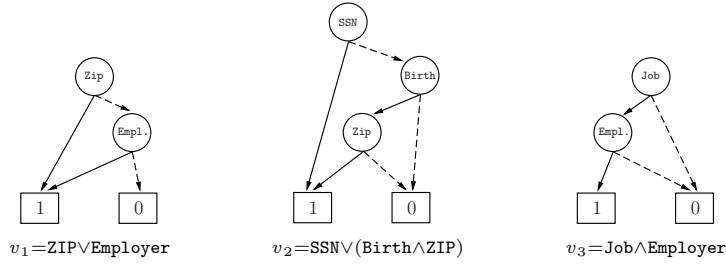 SSN
Zip
Birth
Job
Empl.
Zip
Empl.
1
0
1
0
1
0
v₁=ZIP∨Employer
v₂=SSN∨(Birth∧ZIP)
v₃=Job∧Employer